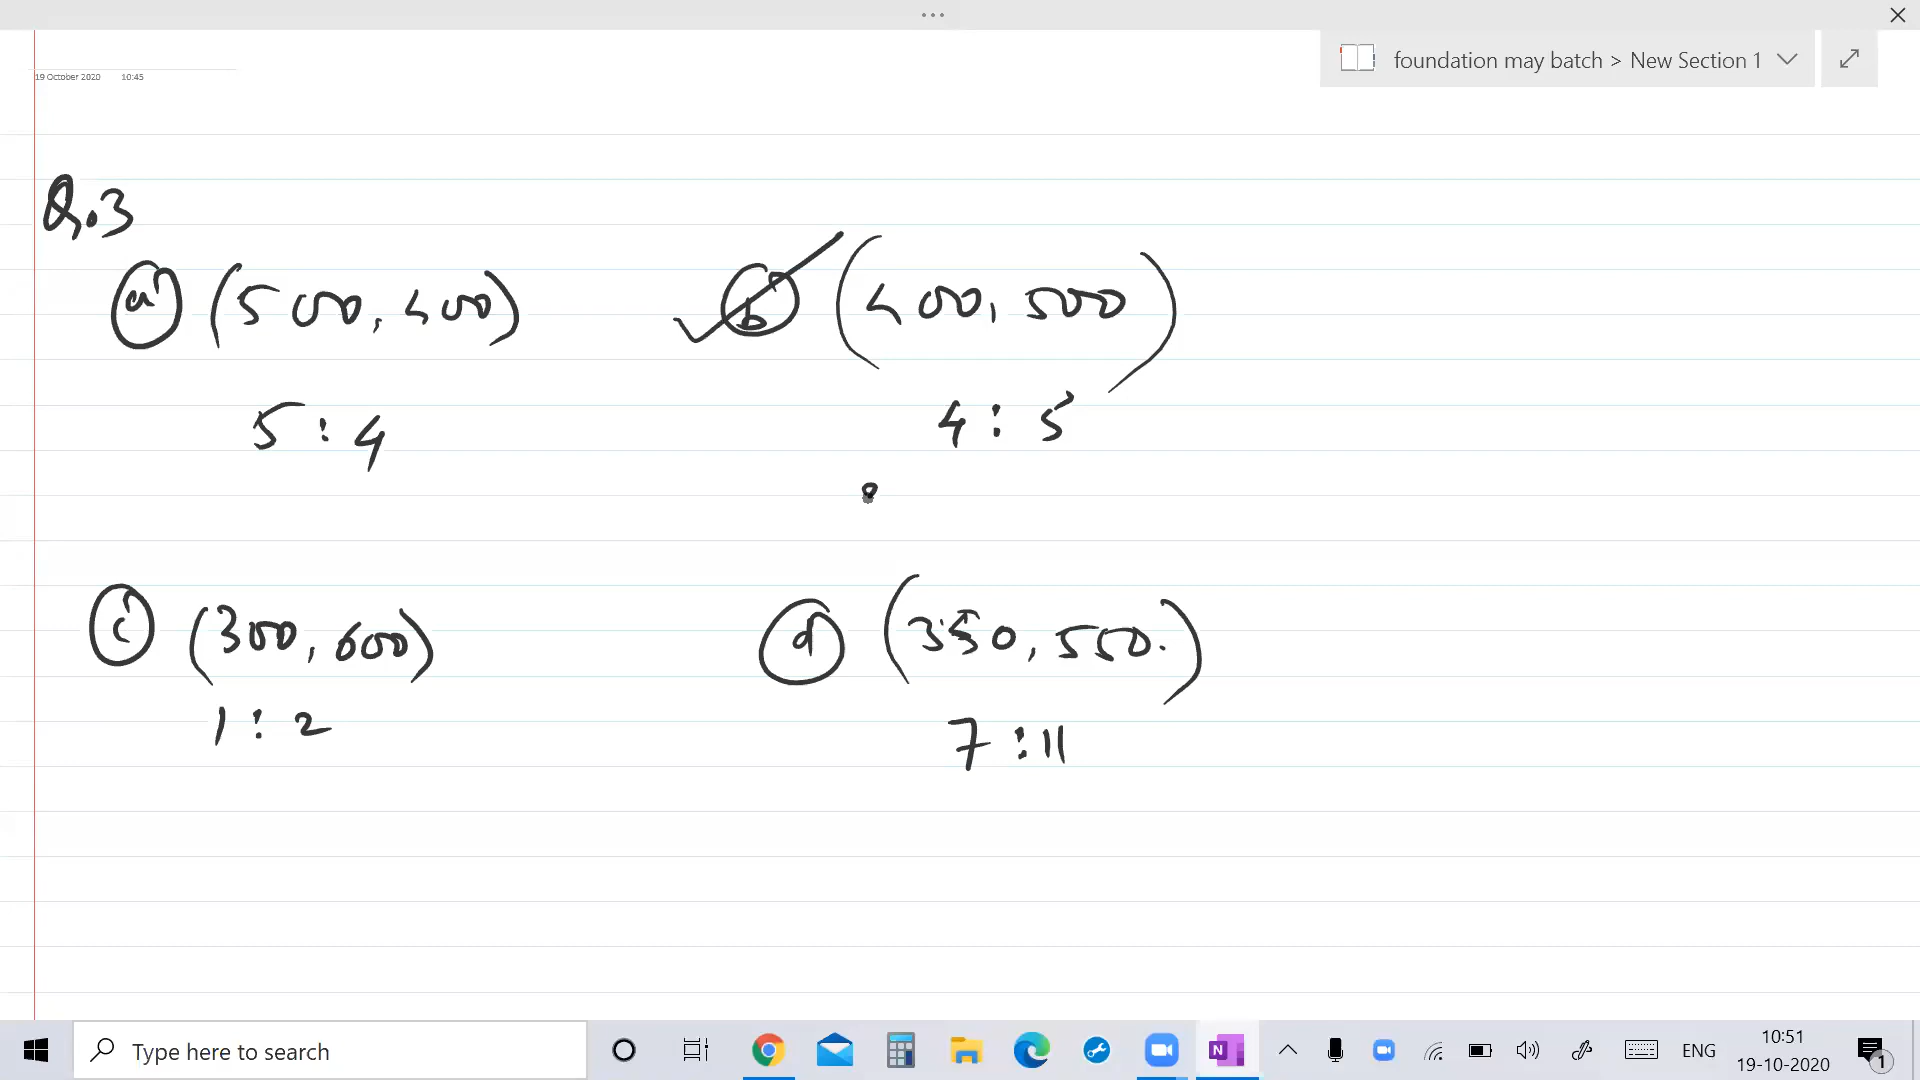 foundation may batch > New Section 1
19 October 2020 10:45
Q.3
a (500, 400)
b (400, 500)
5 : 4
4 : 5
c (300, 600)
d (350, 550.)
1 : 2
7 : 11
Type here to search
ENG
10:51
19-10-2020
1